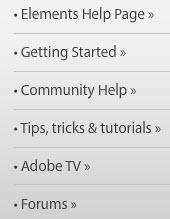 • Elements Help Page »
• Getting Started »
• Community Help »
• Tips, tricks & tutorials »
• Adobe TV »
• Forums »